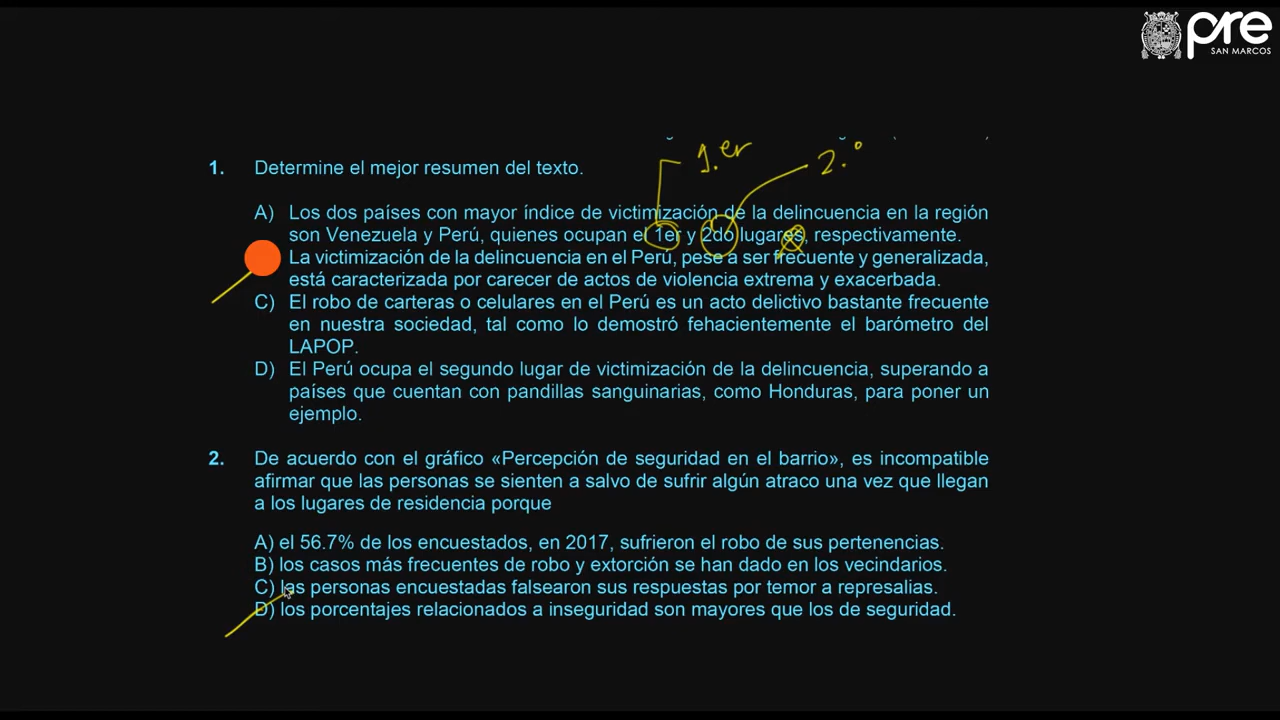 pre
SAN MARCOS
1.er
2.°
1. Determine el mejor resumen del texto.
A) Los dos países con mayor índice de victimización de la delincuencia en la región
son Venezuela y Perú, quienes ocupan el 1er y 2do lugares, respectivamente.
La victimización de la delincuencia en el Perú, pese a ser frecuente y generalizada,
está caracterizada por carecer de actos de violencia extrema y exacerbada.
C) El robo de carteras o celulares en el Perú es un acto delictivo bastante frecuente
en nuestra sociedad, tal como lo demostró fehacientemente el barómetro del
LAPOP.
D) El Perú ocupa el segundo lugar de victimización de la delincuencia, superando a
países que cuentan con pandillas sanguinarias, como Honduras, para poner un
ejemplo.
2. De acuerdo con el gráfico «Percepción de seguridad en el barrio», es incompatible
afirmar que las personas se sienten a salvo de sufrir algún atraco una vez que llegan
a los lugares de residencia porque
A) el 56.7% de los encuestados, en 2017, sufrieron el robo de sus pertenencias.
B) los casos más frecuentes de robo y extorción se han dado en los vecindarios.
C) las personas encuestadas falsearon sus respuestas por temor a represalias.
D) los porcentajes relacionados a inseguridad son mayores que los de seguridad.